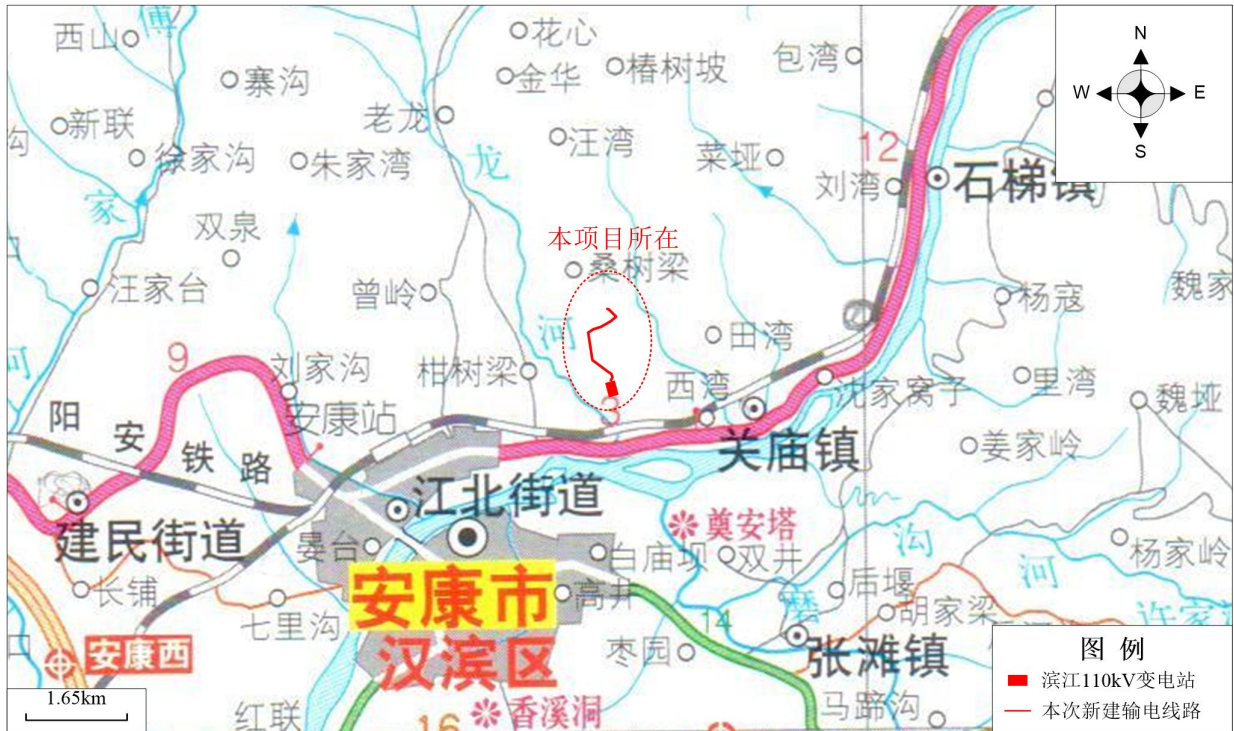 西山
傅
花心
椿树坡
包湾
N
寨沟
金华
W
E
新联
老龙
汪湾
12
S
沟
徐家沟
朱家湾
龙
菜垭
刘湾
石梯镇
家
双泉
本项目所在
桑树梁
汪家台
曾岭
杨寇
魏家
河
河
田湾
9
刘家沟
柑树梁
西湾
沈家窝子
里湾
魏垭
阳安铁路
安康站
3
关庙镇
姜家岭
建民街道
江北街道
奠安塔
沟
晏台
白庙坝
双井
河
杨家岭
长铺
安康市
高井
后堰
七里沟
磨
胡家梁
许家
14
安康西
汉滨区
枣园
张滩镇
图 例
滨江110kV变电站
1.65km
红联
16
香溪洞
马蹄沟
本次新建输电线路